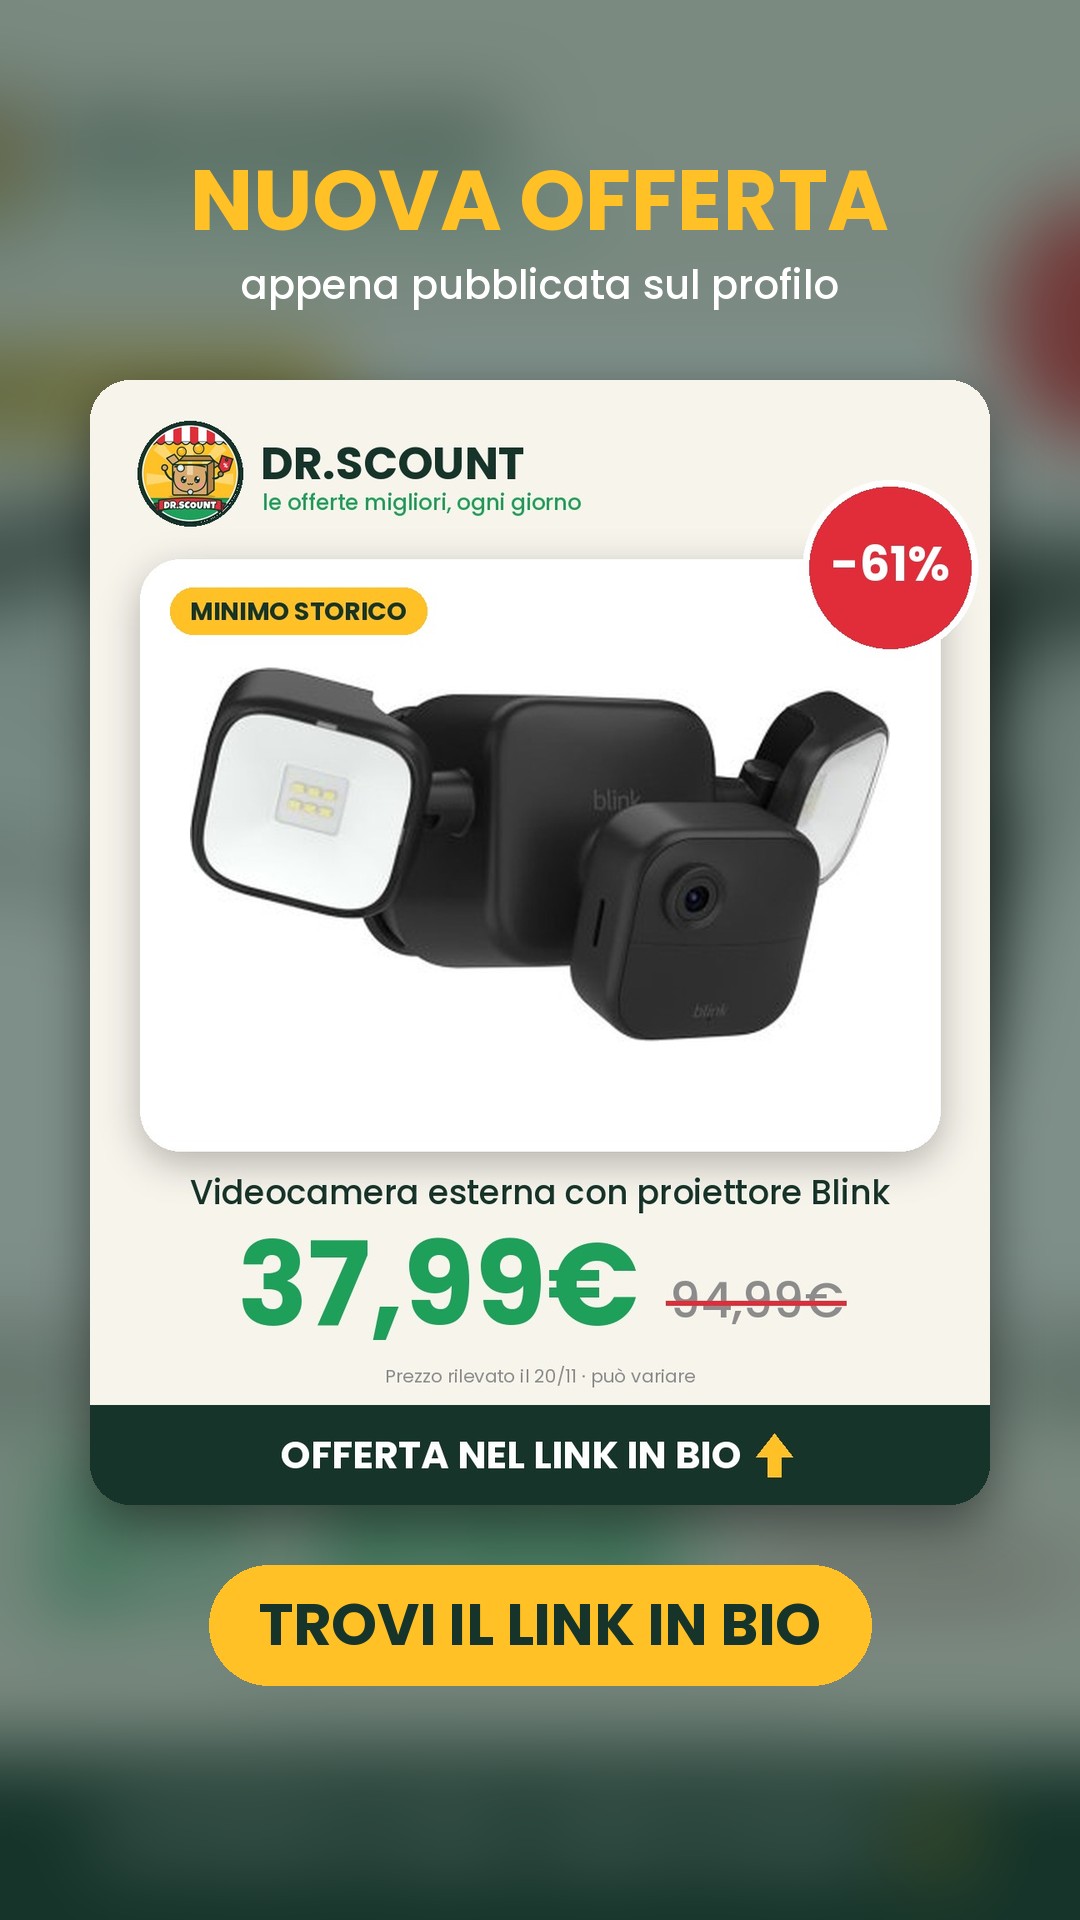 NUOVA OFFERTA
appena pubblicata sul profilo
DR.SCOUNT
DR.SCOUNT
le offerte migliori, ogni giorno
-61%
MINIMO STORICO
blink
blink
Videocamera esterna con proiettore Blink
37,99€ 94,99€
Prezzo rilevato il 20/11 · può variare
OFFERTA NEL LINK IN BIO
TROVI IL LINK IN BIO